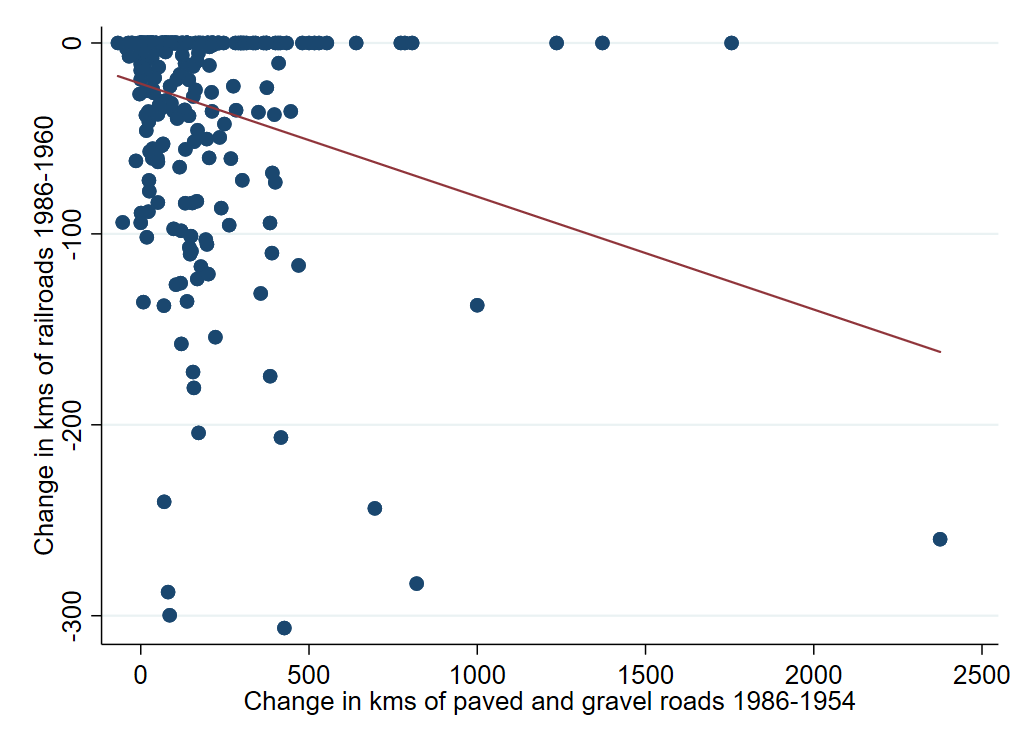 Change in kms of railroads 1986-1960
0
-100
-200
-300
0 500 1000 1500 2000 2500
Change in kms of paved and gravel roads 1986-1954